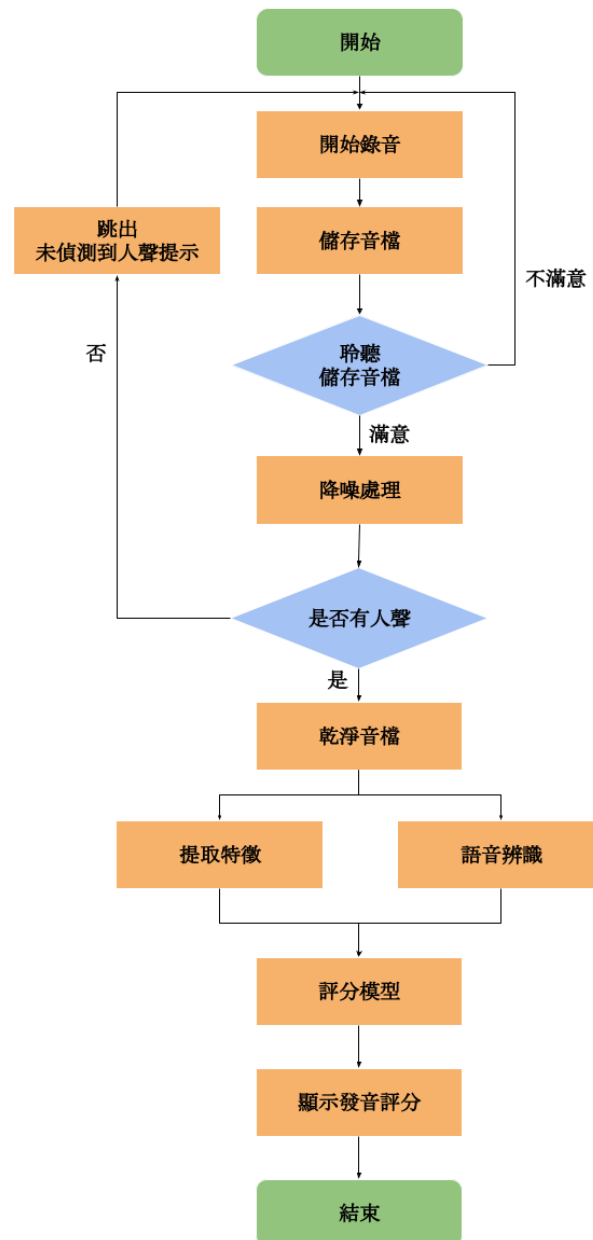 開始
開始錄音
儲存音檔
跳出
未偵測到人聲提示
不滿意
聆聽
儲存音檔
否
滿意
降噪處理
是否有人聲
是
乾淨音檔
提取特徵
語音辨識
評分模型
顯示發音評分
結束